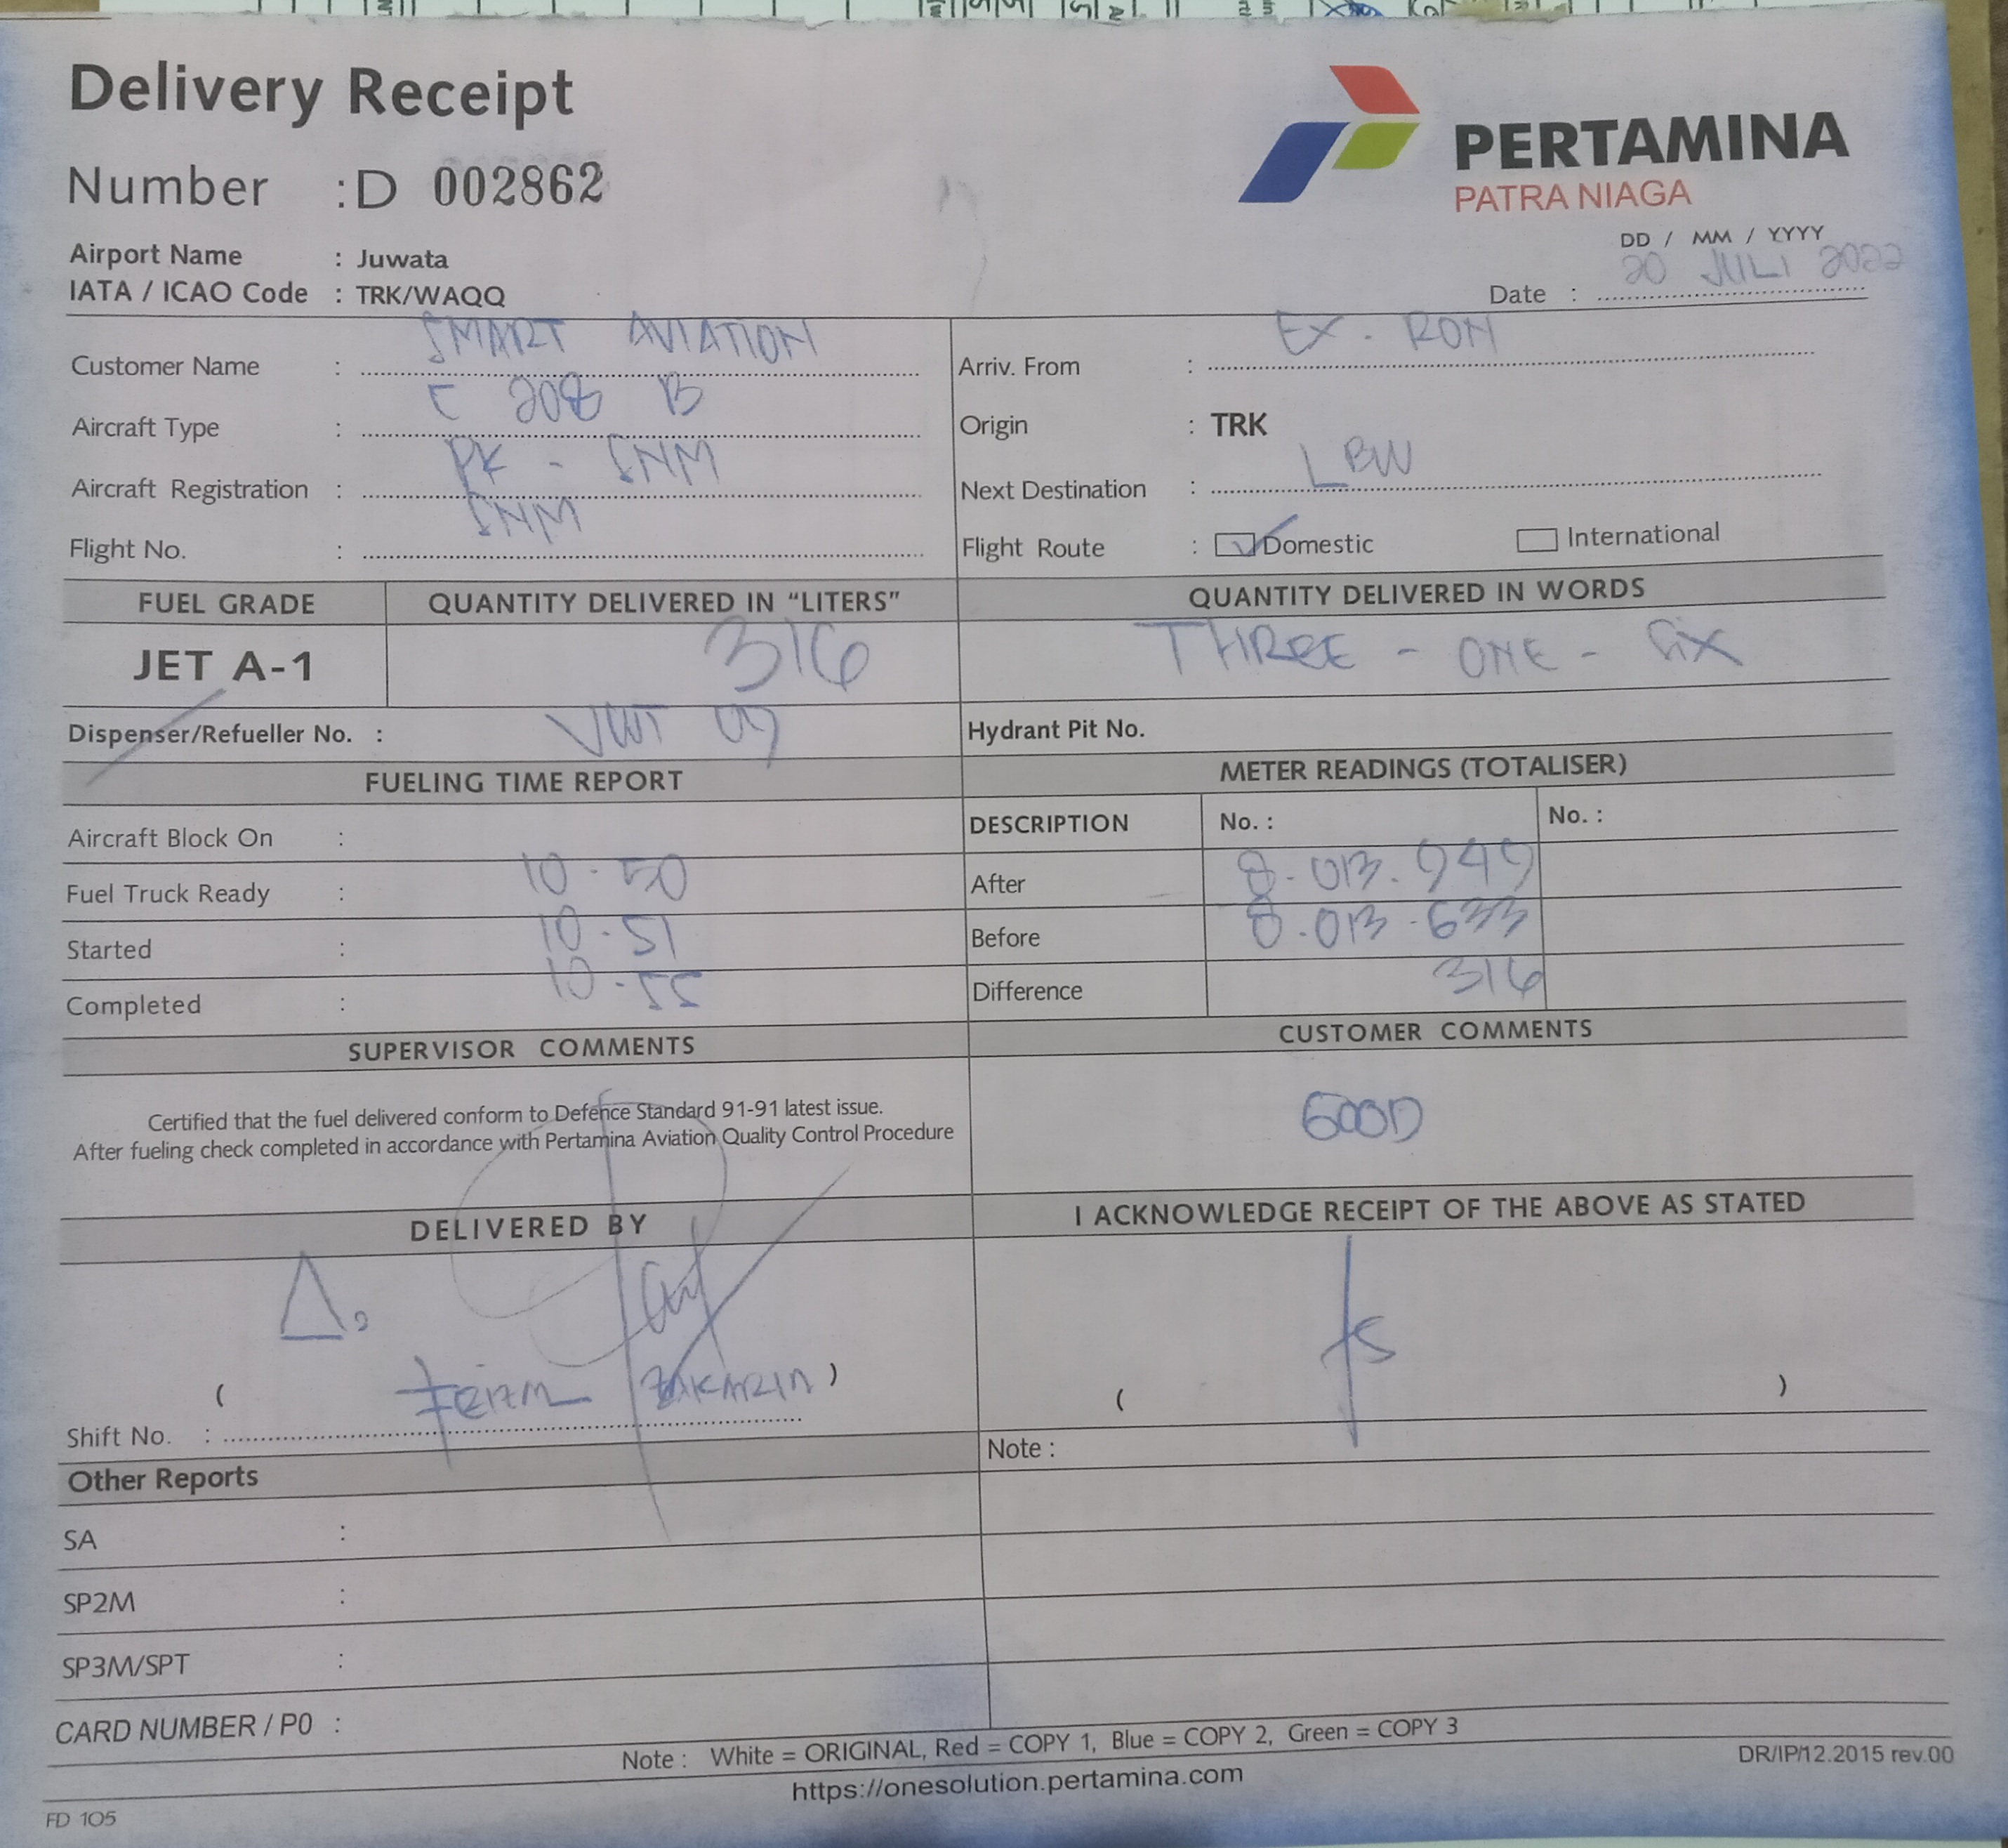 Delivery Receipt
PERTAMINA
PATRA NIAGA
Number : D 002862
DD / MM / YYYY
Airport Name : Juwata
IATA / ICAO Code : TRK/WAQQ
Date : 20 JULI 2022
Customer Name : SMART AVIATION
Arriv. From : EX. RON
Aircraft Type : C 208 B
Origin : TRK
Aircraft Registration : PK - SNM
Next Destination : LBW
Flight No. : SNM
Flight Route : Domestic International
FUEL GRADE QUANTITY DELIVERED IN "LITERS" QUANTITY DELIVERED IN WORDS
JET A-1 316 THREE - ONE - SIX
Dispenser/Refueller No. : 09
Hydrant Pit No.
FUELING TIME REPORT METER READINGS (TOTALISER)
Aircraft Block On :
DESCRIPTION No. : No. :
Fuel Truck Ready : 10.50
After 8.013.949
Started : 10.51
Before 8.013.633
Completed : 10.55
Difference 316
SUPERVISOR COMMENTS CUSTOMER COMMENTS
Certified that the fuel delivered conform to Defence Standard 91-91 latest issue.
After fueling check completed in accordance with Pertamina Aviation Quality Control Procedure
GOOD
DELIVERED BY I ACKNOWLEDGE RECEIPT OF THE ABOVE AS STATED
( ZAKARIA ) ( )
Shift No. :
Note :
Other Reports
SA :
SP2M :
SP3M/SPT :
CARD NUMBER / P0 :
Note : White = ORIGINAL, Red = COPY 1, Blue = COPY 2, Green = COPY 3
DR/IP/12.2015 rev.00
https://onesolution.pertamina.com
FD 105